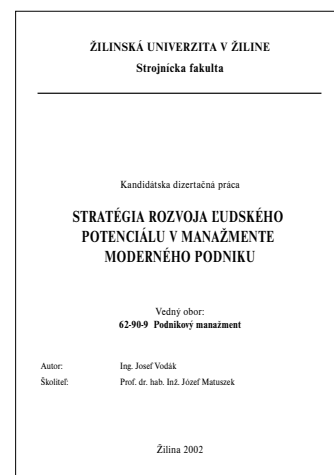 ŽILINSKÁ UNIVERZITA V ŽILINE
Strojnícka fakulta
Kandidátska dizertačná práca
STRATÉGIA ROZVOJA ĽUDSKÉHO
POTENCIÁLU V MANAŽMENTE
MODERNÉHO PODNIKU
Vedný obor:
62-90-9 Podnikový manažment
Autor: Ing. Josef Vodák
Školiteľ: Prof. dr. hab. Inż. Józef Matuszek
Žilina 2002